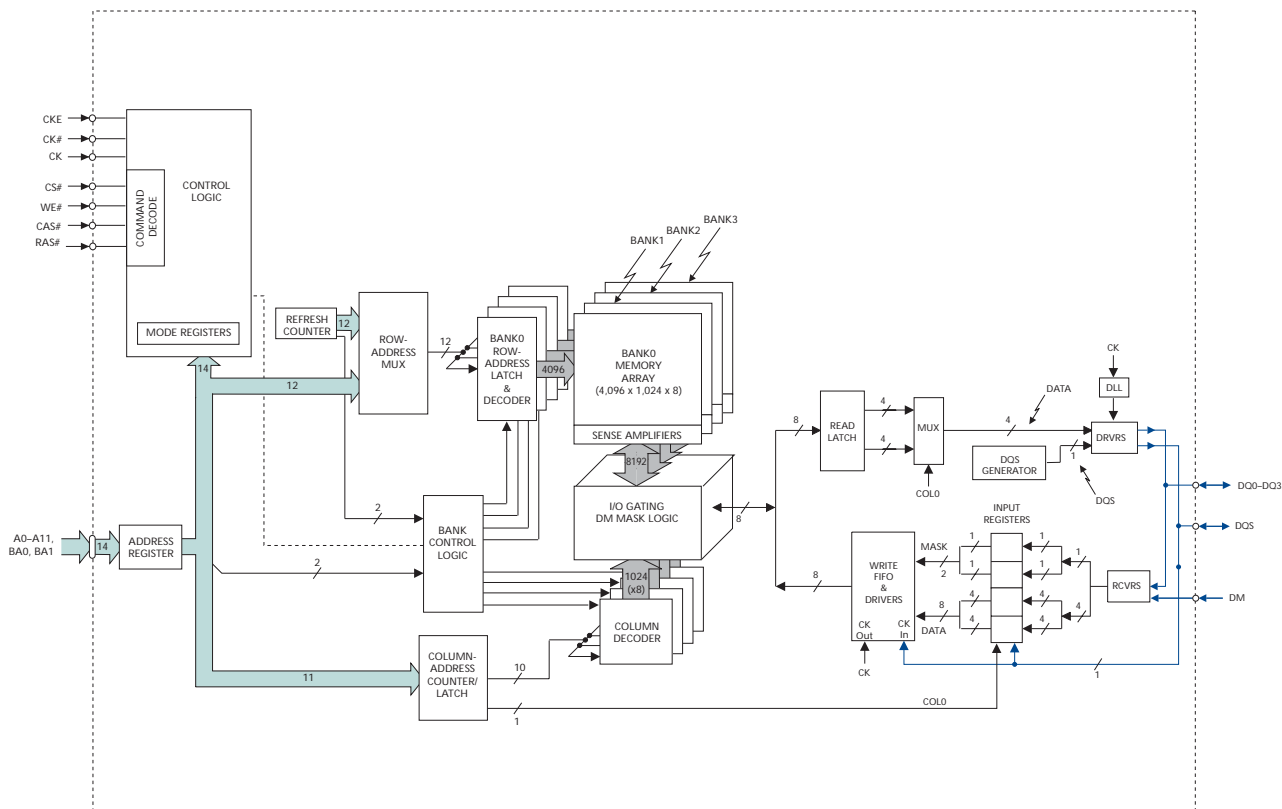 CKE
CK#
CK
CS#
WE#
CAS#
RAS#
COMMAND
DECODE
CONTROL
LOGIC
MODE REGISTERS
REFRESH
COUNTER
12
ROW-
ADDRESS
MUX
12
BANK0
ROW-
ADDRESS
LATCH
&
DECODER
4096
BANK1
BANK2
BANK3
BANK0
MEMORY
ARRAY
(4,096 x 1,024 x 8)
SENSE AMPLIFIERS
8192
14
12
A0–A11,
BA0, BA1
14
ADDRESS
REGISTER
2
2
BANK
CONTROL
LOGIC
I/O GATING
DM MASK LOGIC
1024
(x8)
COLUMN
DECODER
11
COLUMN-
ADDRESS
COUNTER/
LATCH
10
1
COL0
8
8
READ
LATCH
4
4
MUX
COL0
4
DATA
CK
DLL
DRVRS
DQS
GENERATOR
1
DQS
DQ0–DQ3
DQS
DM
INPUT
REGISTERS
8
WRITE
FIFO
&
DRIVERS
CK
Out
CK
In
CK
MASK
2
8
DATA
1
1
4
4
1
1
4
4
1
4
RCVRS
1